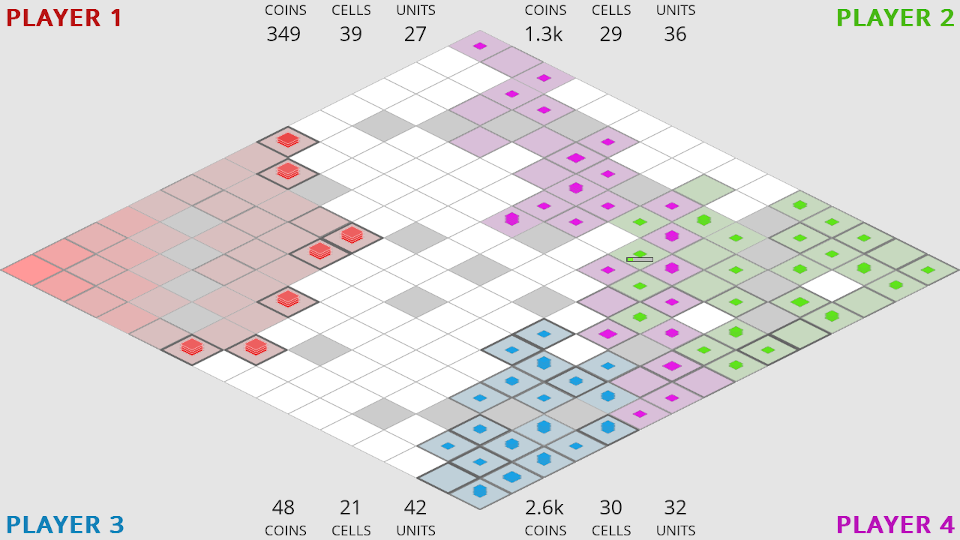 PLAYER 1
COINS CELLS UNITS
349 39 27
COINS CELLS UNITS
1.3k 29 36
PLAYER 2
PLAYER 3
48 21 42
COINS CELLS UNITS
2.6k 30 32
COINS CELLS UNITS
PLAYER 4